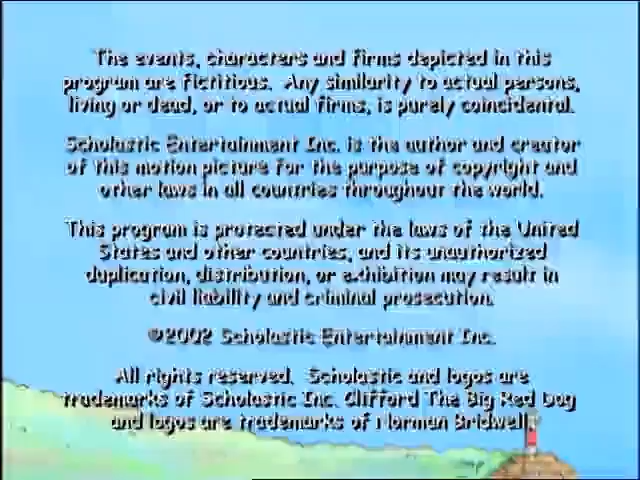 The events, characters and firms depicted in this
program are fictitious. Any similarity to actual persons,
living or dead, or to actual firms, is purely coincidental.
Scholastic Entertainment Inc. is the author and creator
of this motion picture for the purpose of copyright and
other laws in all countries throughout the world.
This program is protected under the laws of the United
States and other countries, and its unauthorized
duplication, distribution, or exhibition may result in
civil liability and criminal prosecution.
©2002 Scholastic Entertainment Inc.
All rights reserved. Scholastic and logos are
trademarks of Scholastic Inc. Clifford The Big Red Dog
and logos are trademarks of Norman Bridwell.